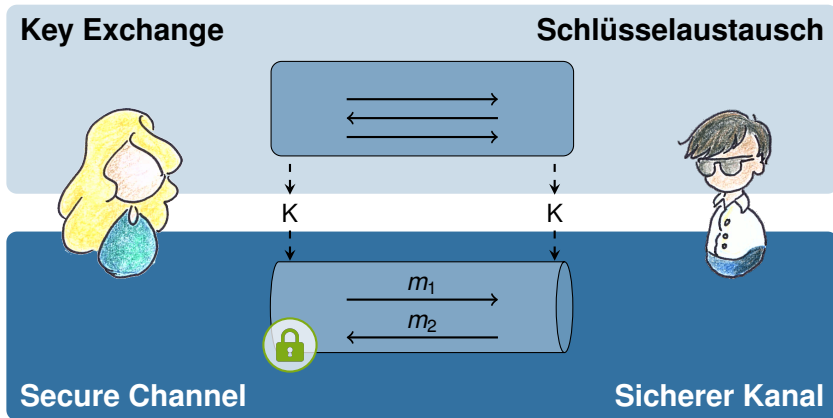 Key Exchange
Schlüsselaustausch
K
K
m1
m2
Secure Channel
Sicherer Kanal